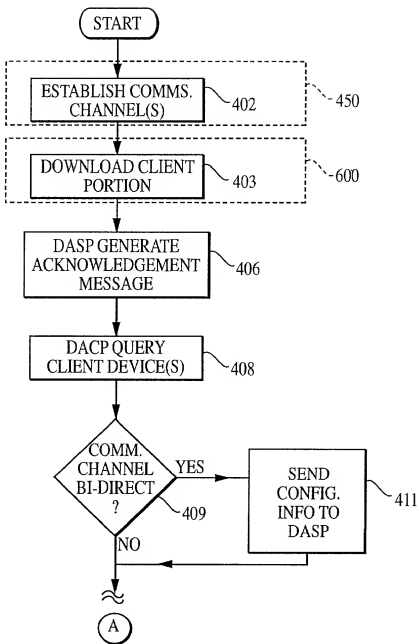 START
ESTABLISH COMMS.
CHANNEL(S)
402
450
DOWNLOAD CLIENT
PORTION
403
600
DASP GENERATE
ACKNOWLEDGEMENT
MESSAGE
406
DACP QUERY
CLIENT DEVICE(S)
408
COMM.
CHANNEL
BI-DIRECT
?
YES
409
SEND
CONFIG.
INFO TO
DASP
411
NO
A